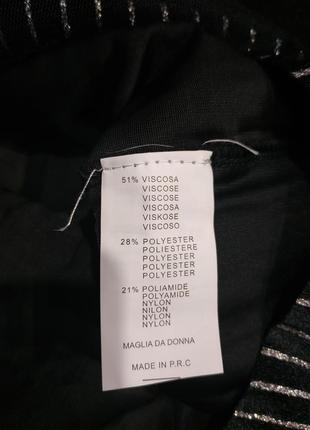 51% VISCOSA
VISCOSE
VISCOSE
VISCOSA
VISKOSE
VISCOSO
28% POLYESTER
POLIESTERE
POLYESTER
POLYESTER
POLYESTER
21% POLIAMIDE
POLYAMIDE
NYLON
NILON
NYLON
NYLON
MAGLIA DA DONNA
MADE IN P.R.C